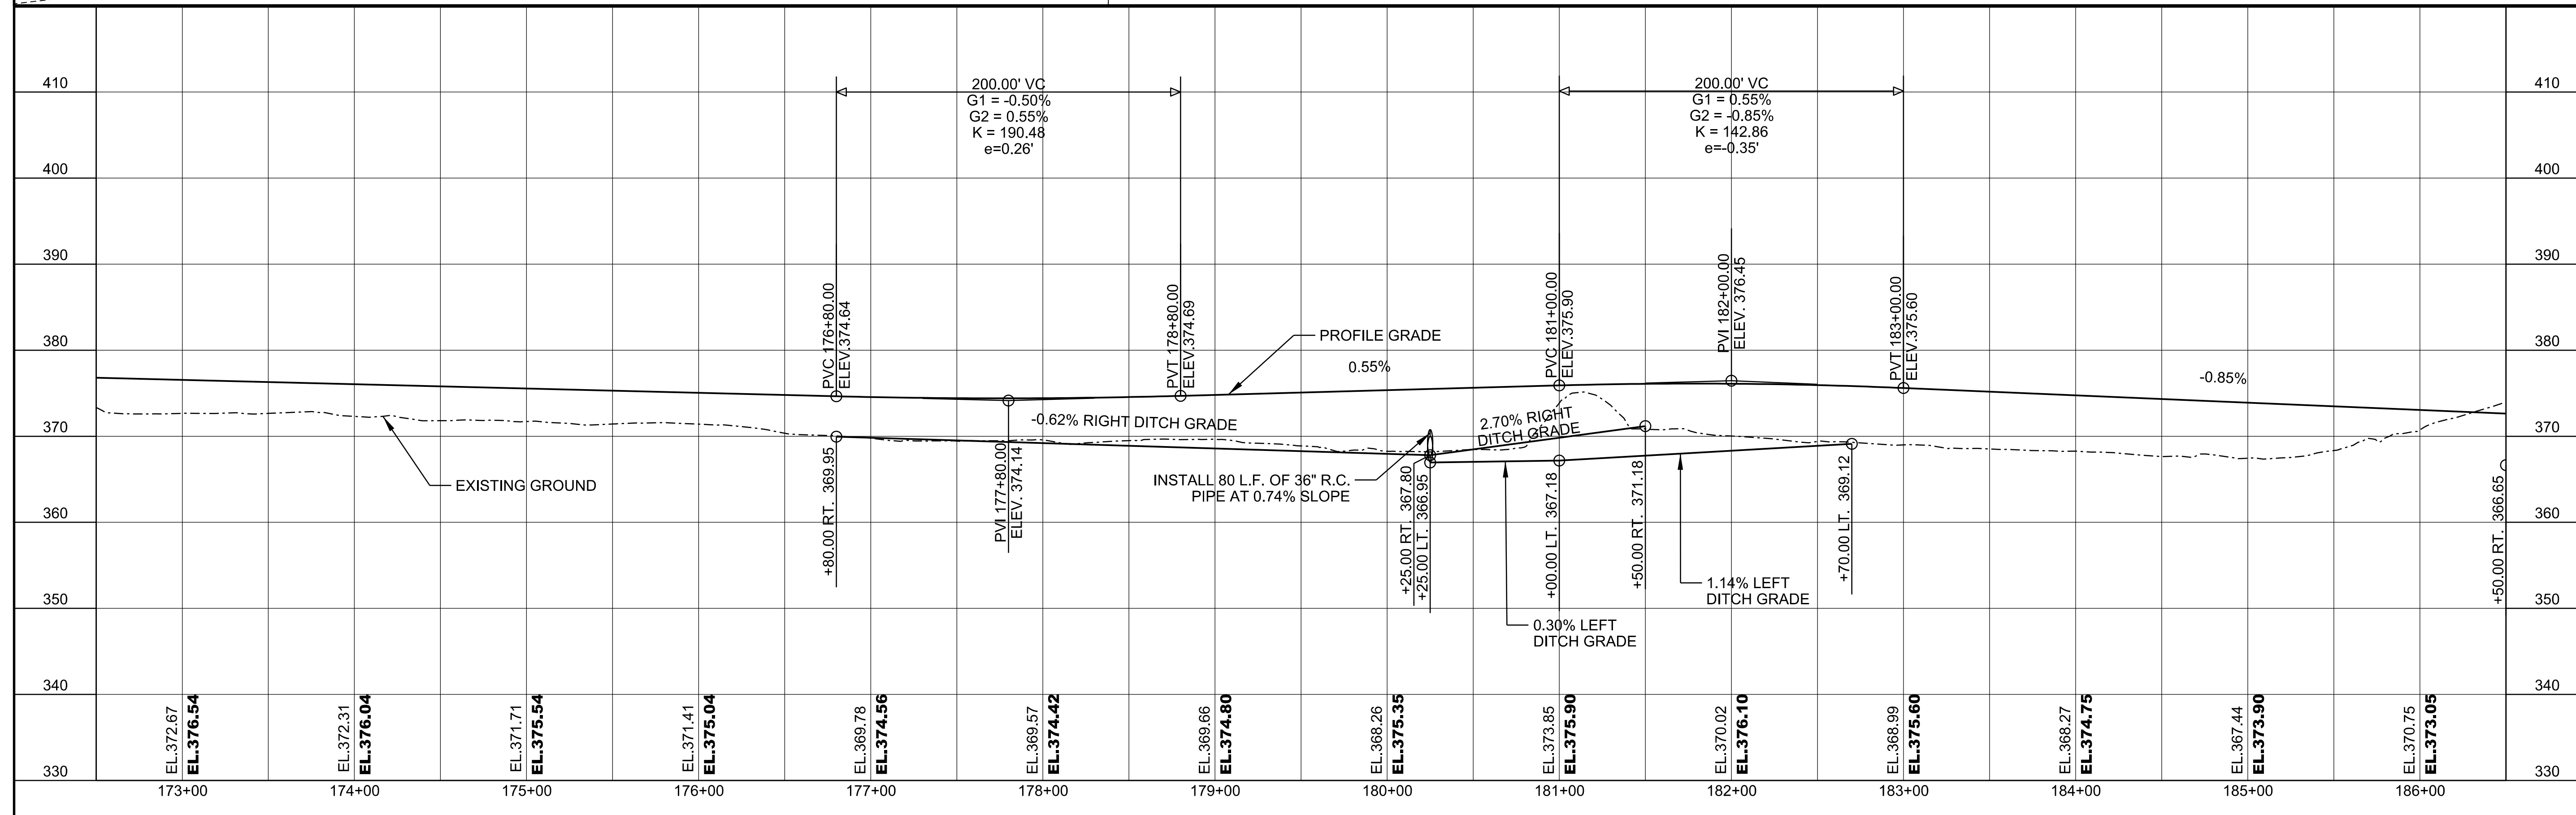 410
400
390
380
370
360
350
340
330
200.00' VC
G1 = -0.50%
G2 = 0.55%
K = 190.48
e=0.26'
200.00' VC
G1 = 0.55%
G2 = -0.85%
K = 142.86
e=-0.35'
410
400
390
380
370
360
350
340
330
PVC 176+80.00
ELEV.374.64
PVT 178+80.00
ELEV.374.69
PVC 181+00.00
ELEV.375.90
PVI 182+00.00
ELEV. 376.45
PVT 183+00.00
ELEV.375.60
PROFILE GRADE
0.55%
-0.85%
-0.62% RIGHT DITCH GRADE
2.70% RIGHT
DITCH GRADE
EXISTING GROUND
INSTALL 80 L.F. OF 36" R.C.
PIPE AT 0.74% SLOPE
+80.00 RT. 369.95
PVI 177+80.00
ELEV. 374.14
+25.00 RT. 367.80
+25.00 LT. 366.95
+00.00 LT. 367.18
+50.00 RT. 371.18
+70.00 LT. 369.12
+50.00 RT. 366.65
1.14% LEFT
DITCH GRADE
0.30% LEFT
DITCH GRADE
EL.372.67
EL.376.54
EL.372.31
EL.376.04
EL.371.71
EL.375.54
EL.371.41
EL.375.04
EL.369.78
EL.374.56
EL.369.57
EL.374.42
EL.369.66
EL.374.80
EL.368.26
EL.375.35
EL.373.85
EL.375.90
EL.370.02
EL.376.10
EL.368.99
EL.375.60
EL.368.27
EL.374.75
EL.367.44
EL.373.90
EL.370.75
EL.373.05
173+00
174+00
175+00
176+00
177+00
178+00
179+00
180+00
181+00
182+00
183+00
184+00
185+00
186+00